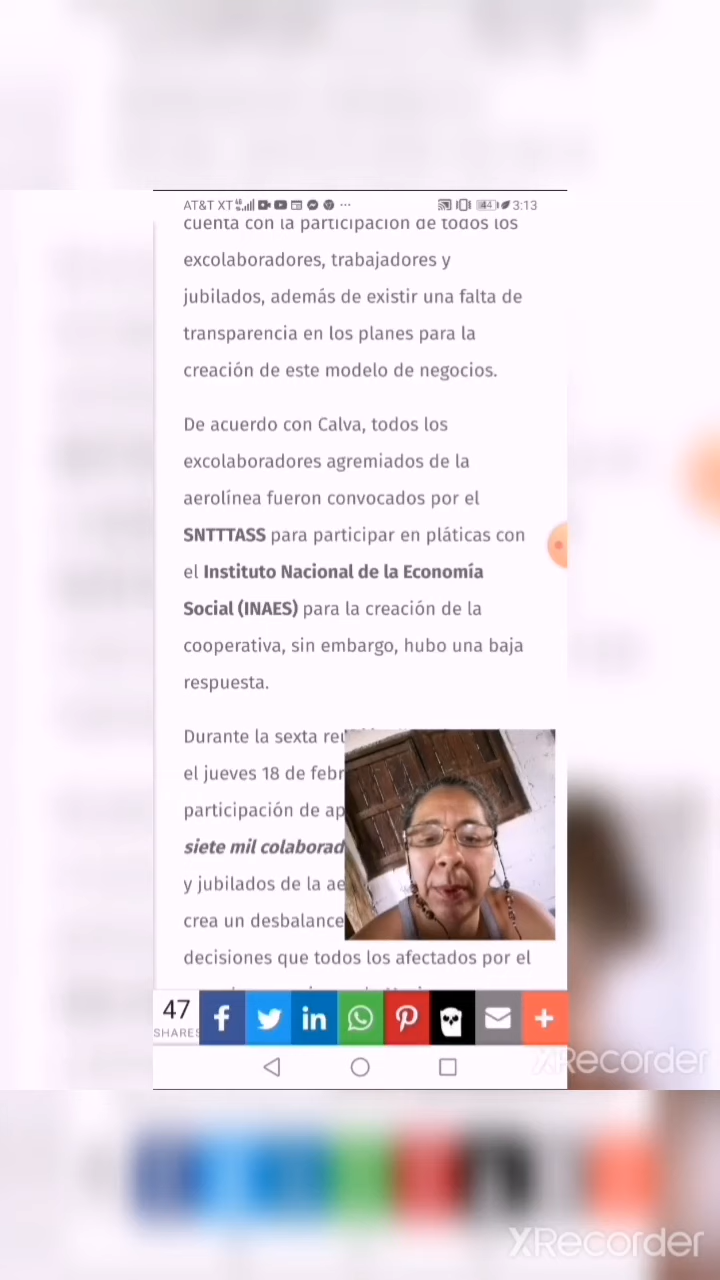 AT&T XT
44
3:13
cuenta con la participación de todos los
excolaboradores, trabajadores y
jubilados, además de existir una falta de
transparencia en los planes para la
creación de este modelo de negocios.
De acuerdo con Calva, todos los
excolaboradores agremiados de la
aerolínea fueron convocados por el
SNTTTASS para participar en pláticas con
el Instituto Nacional de la Economía
Social (INAES) para la creación de la
cooperativa, sin embargo, hubo una baja
respuesta.
Durante la sexta
el jueves 18 de febr
participación de ap
siete mil colaborad
y jubilados de la ae
crea un desbalance
decisiones que todos los afectados por el
47
SHARES
XRecorder
XRecorder